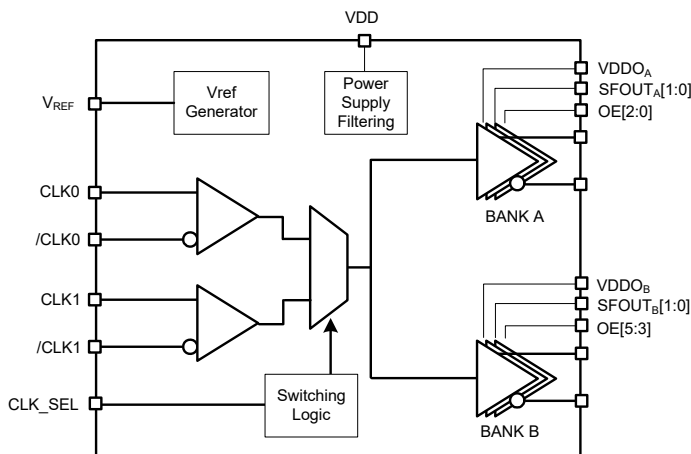 VDD
Vref
Generator
Power
Supply
Filtering
VREF
CLK0
/CLK0
CLK1
/CLK1
CLK_SEL
Switching
Logic
VDDOA
SFOUTA[1:0]
OE[2:0]
BANK A
VDDOB
SFOUTB[1:0]
OE[5:3]
BANK B